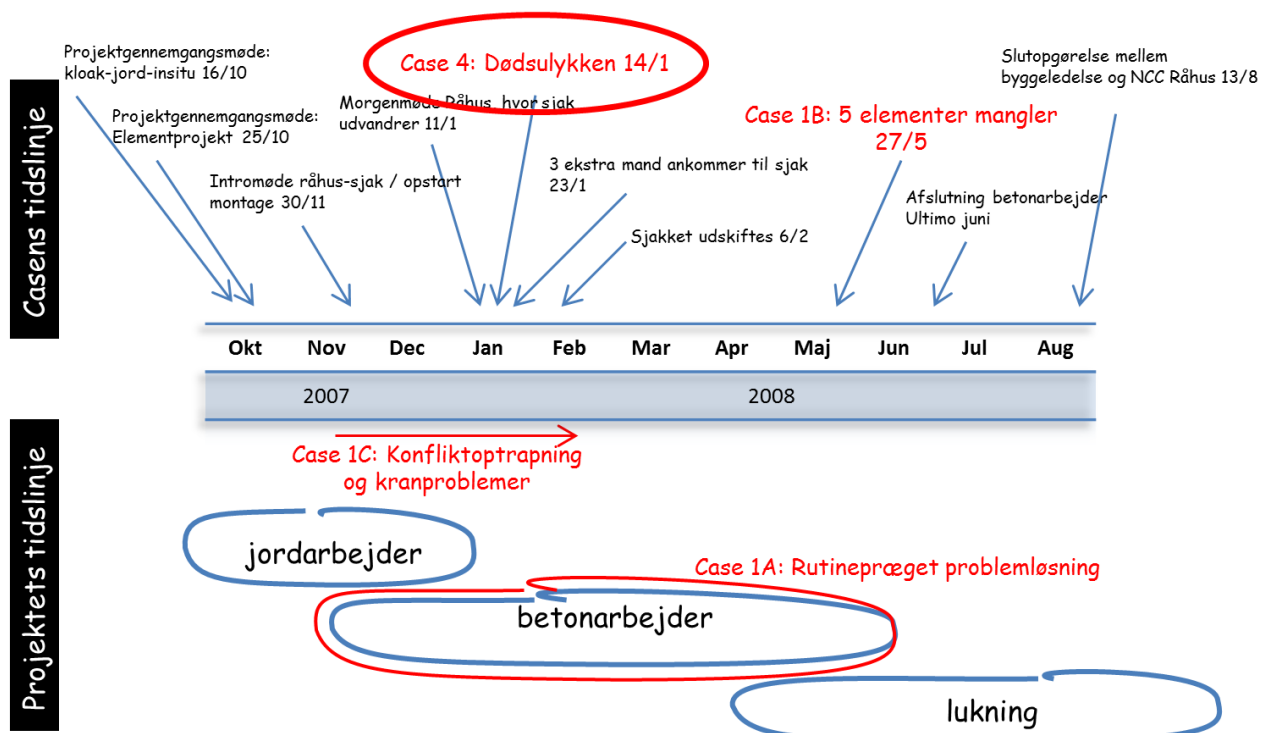 Casens tidslinje
Projektgennemgangsmøde:
kloak-jord-insitu 16/10
Projektgennemgangsmøde:
Elementprojekt 25/10
Intromøde råhus-sjak / opstart
montage 30/11
Case 4: Dødsulykken 14/1
Morgenmøde Råhus, hvor sjak
udvandrer 11/1
3 ekstra mand ankommer til sjak
23/1
Sjakket udskiftes 6/2
Case 1B: 5 elementer mangler
27/5
Afslutning betonarbejder
Ultimo juni
Slutopgørelse mellem
byggeledelse og NCC Råhus 13/8
Okt Nov Dec Jan Feb Mar Apr Maj Jun Jul Aug
2007 2008
Projektets tidslinje
Case 1C: Konfliktoptrapning
og kranproblemer
jordarbejder
Case 1A: Rutinepræget problemløsning
betonarbejder
lukning